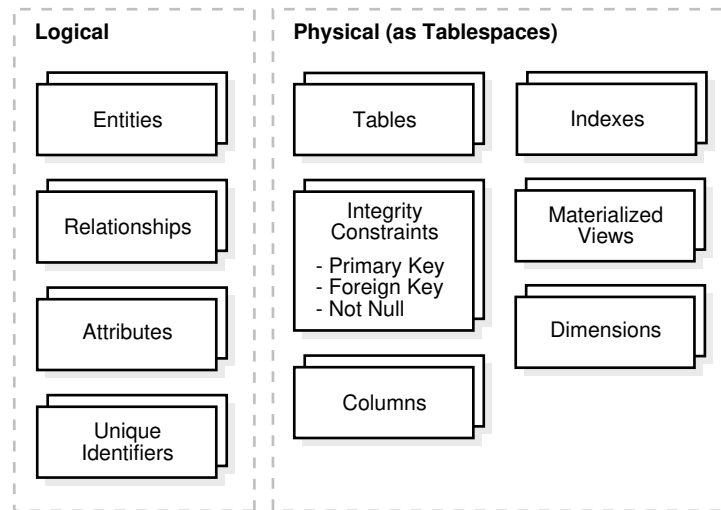 Logical
Entities
Relationships
Attributes
Unique
Identifiers
Physical (as Tablespaces)
Tables
Integrity
Constraints
- Primary Key
- Foreign Key
- Not Null
Columns
Indexes
Materialized
Views
Dimensions